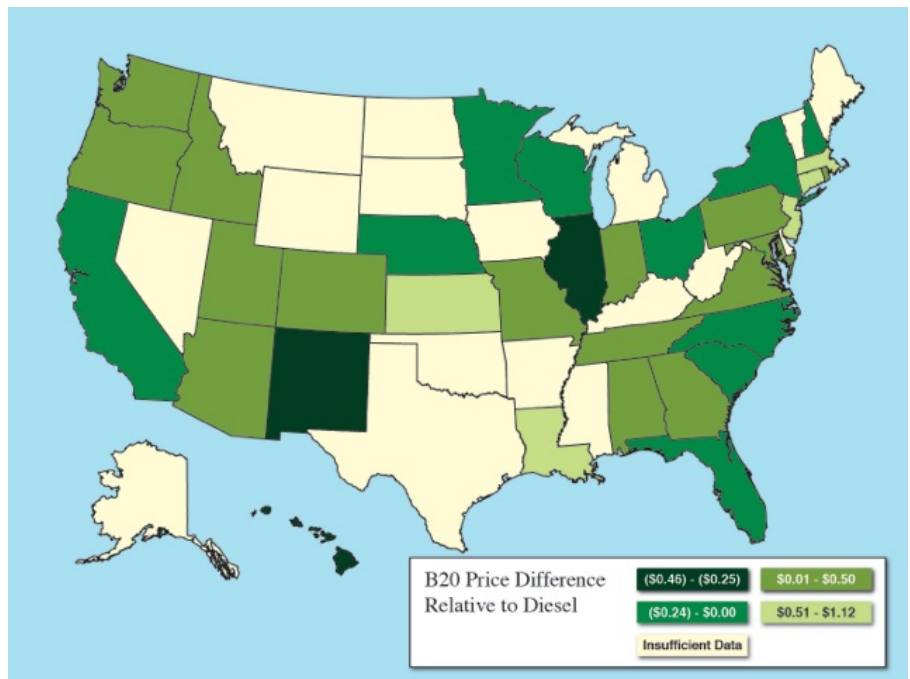 B20 Price Difference
Relative to Diesel
($0.46) - ($0.25)
$0.01 - $0.50
($0.24) - $0.00
$0.51 - $1.12
Insufficient Data